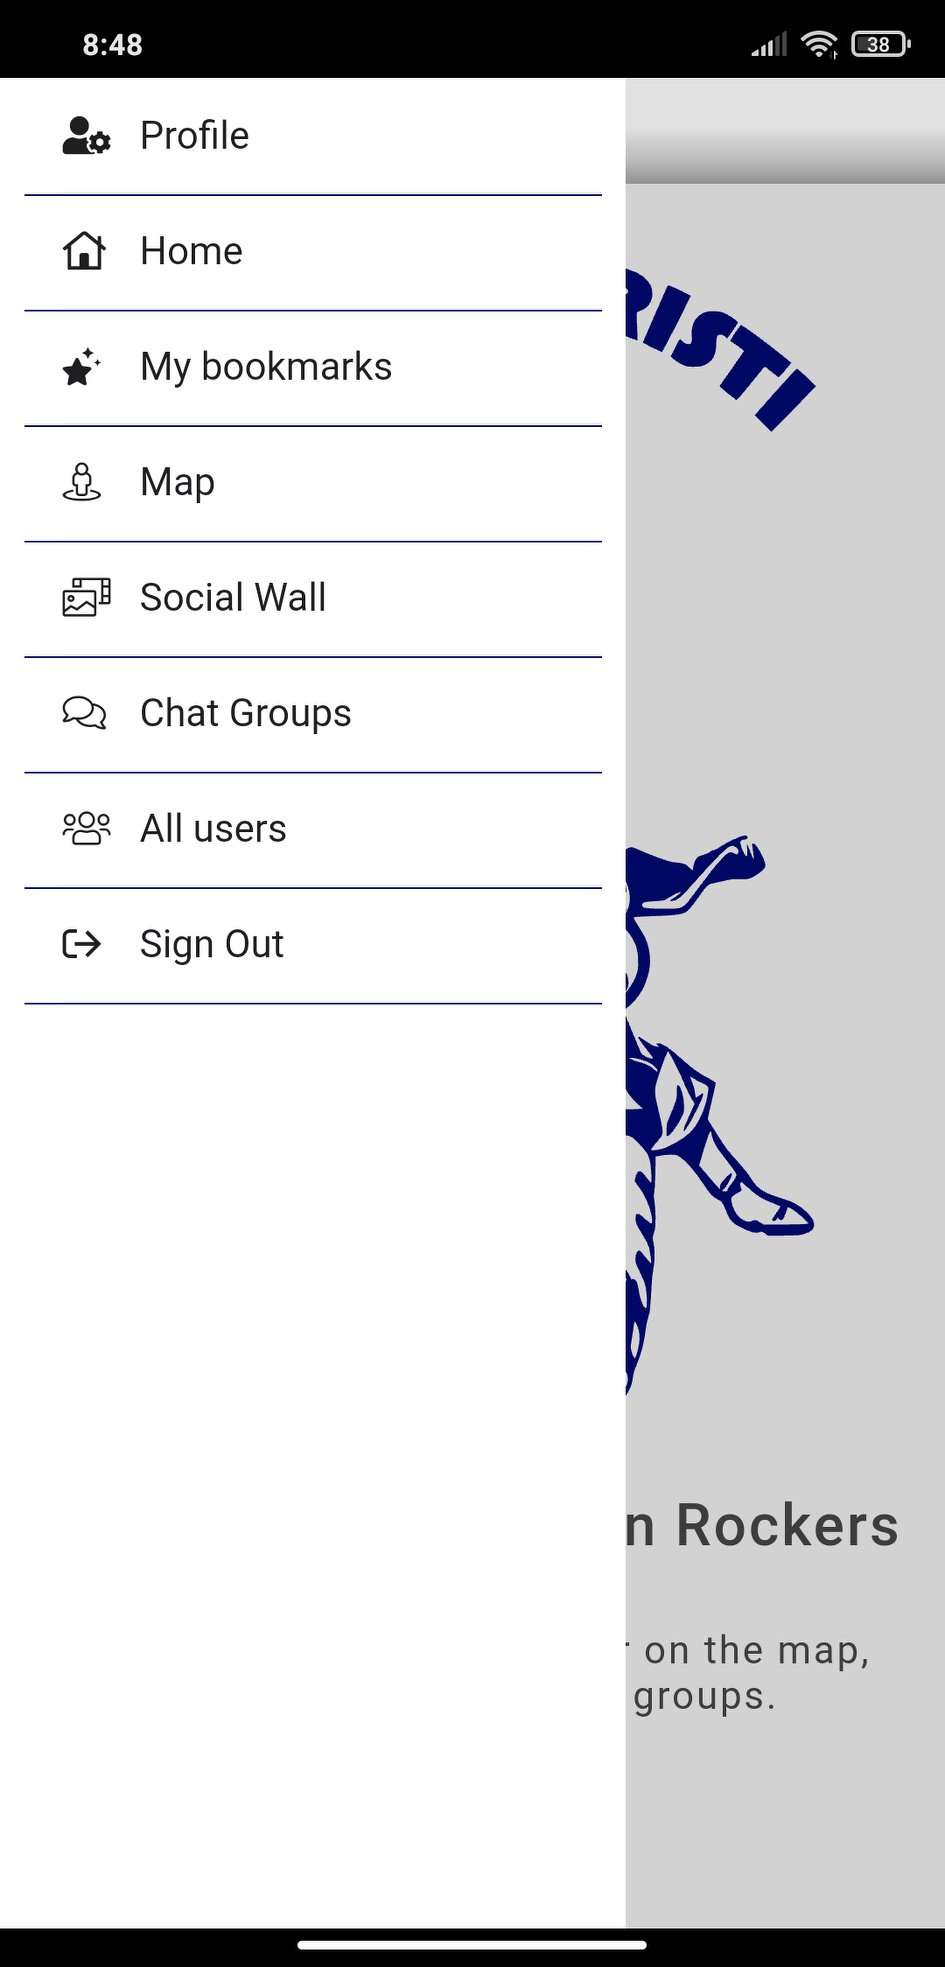 8:48
38
Profile
Home
My bookmarks
Map
Social Wall
Chat Groups
All users
Sign Out
RISTI
n Rockers
on the map,
groups.